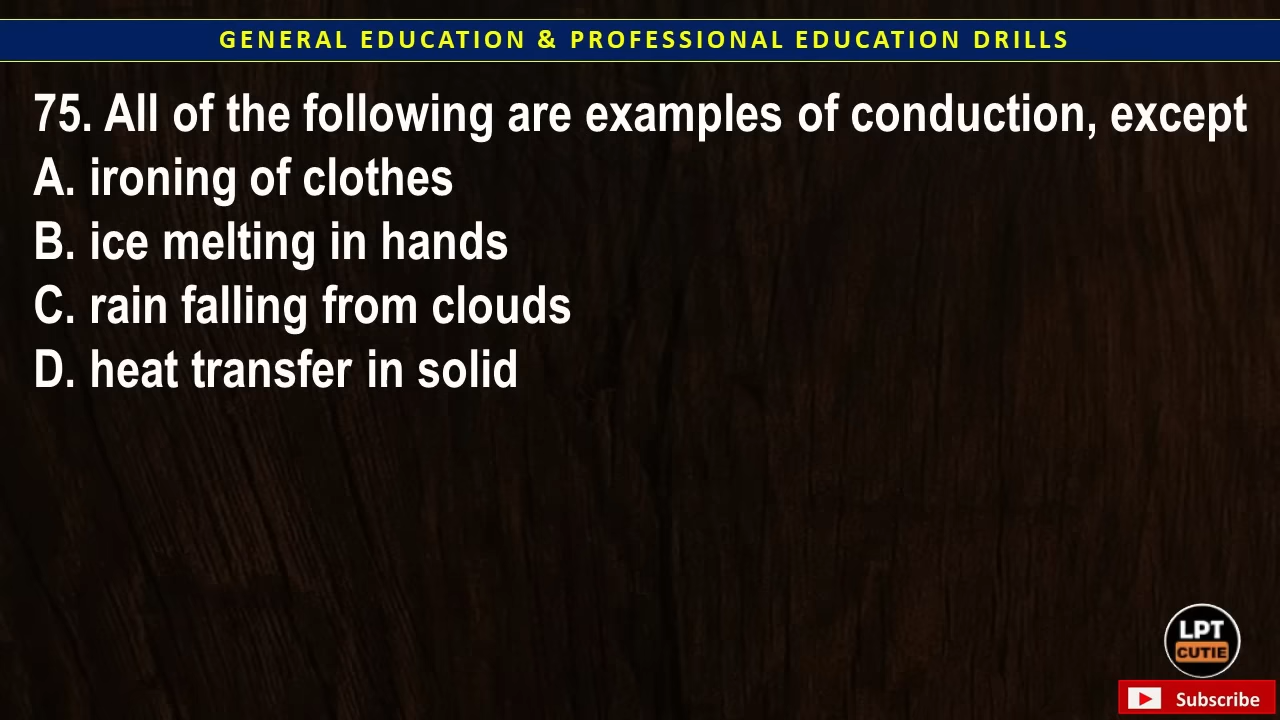 GENERAL EDUCATION & PROFESSIONAL EDUCATION DRILLS
75. All of the following are examples of conduction, except
A. ironing of clothes
B. ice melting in hands
C. rain falling from clouds
D. heat transfer in solid
LPT
CUTIE
Subscribe